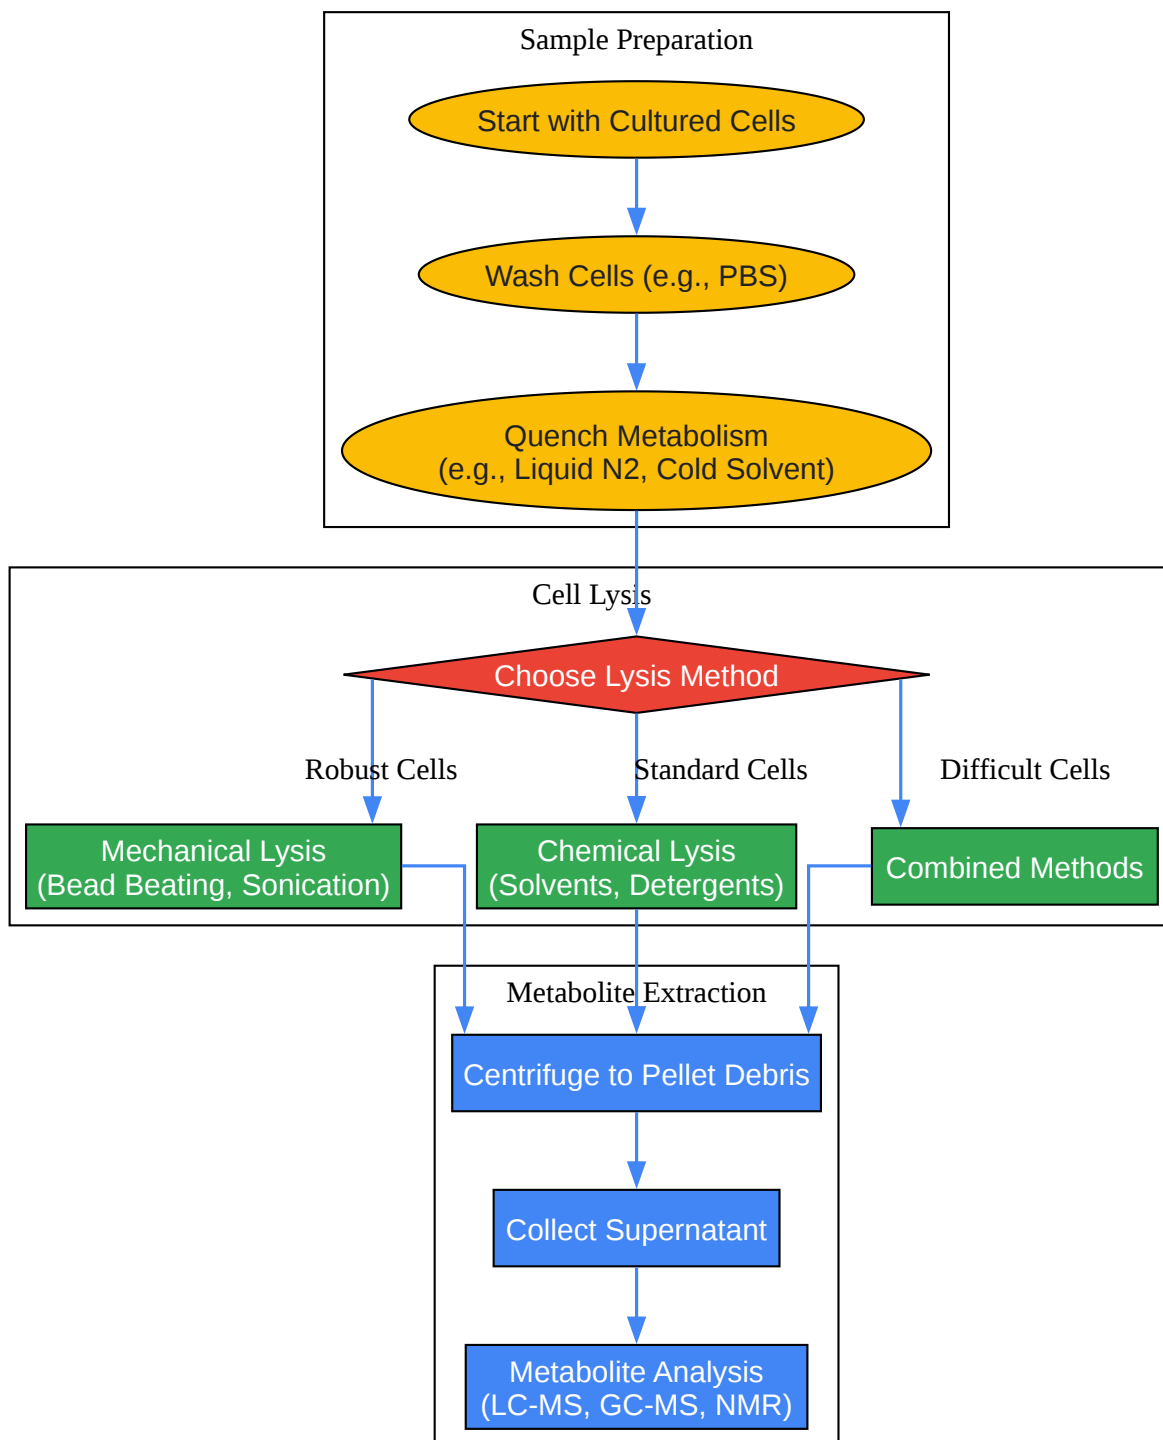 Sample Preparation
Start with Cultured Cells
Wash Cells (e.g., PBS)
Quench Metabolism
(e.g., Liquid N2, Cold Solvent)
Cell Lysis
Choose Lysis Method
Robust Cells
Standard Cells
Difficult Cells
Mechanical Lysis
(Bead Beating, Sonication)
Chemical Lysis
(Solvents, Detergents)
Combined Methods
Metabolite Extraction
Centrifuge to Pellet Debris
Collect Supernatant
Metabolite Analysis
(LC-MS, GC-MS, NMR)